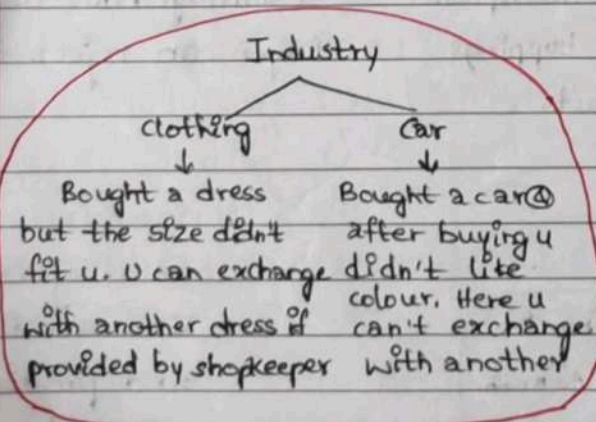 Industry
clothing Car
Bought a dress Bought a car
but the size didn't after buying u
fit u. U can exchange didn't like
colour. Here u
with another dress if can't exchange
provided by shopkeeper with another